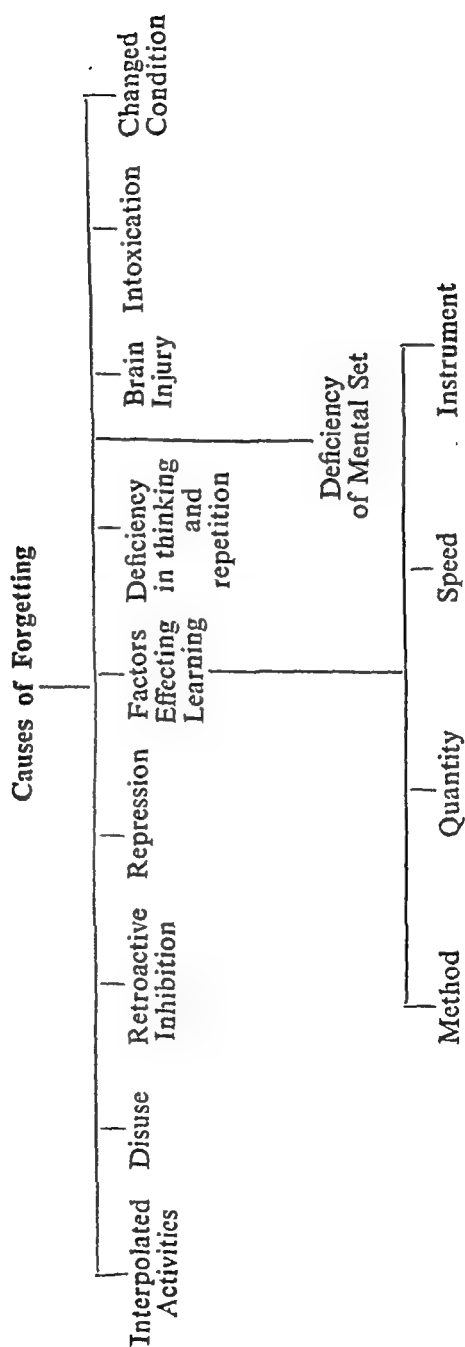 Causes of Forgetting
Interpolated
Activities
Disuse
Retroactive
Inhibition
Repression
Factors
Effecting
Learning
Deficiency
in thinking
and
repetition
Brain
Injury
Intoxication
Changed
Condition
Deficiency
of Mental Set
Method
Quantity
Speed
Instrument